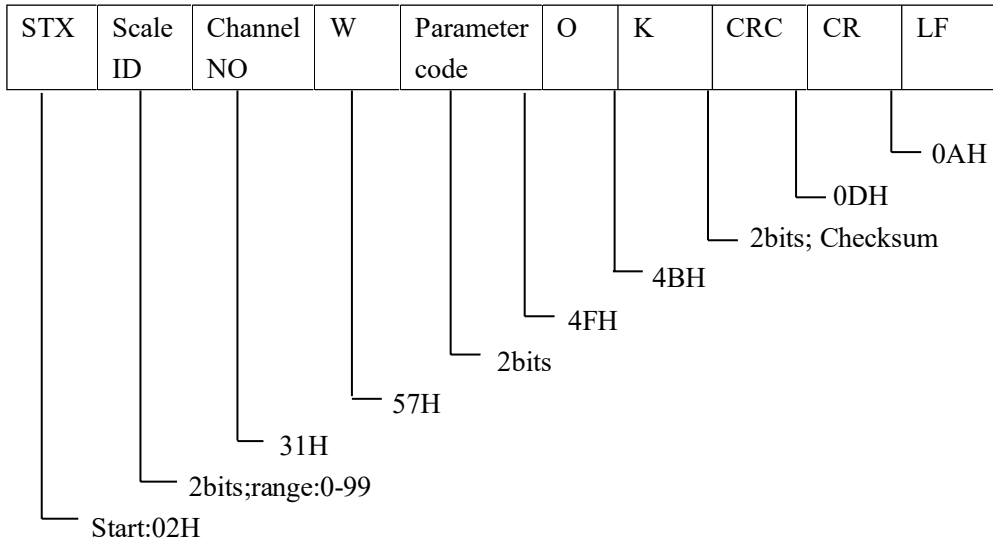 STX Scale ID Channel NO W Parameter code O K CRC CR LF
0AH
0DH
2bits; Checksum
4BH
4FH
2bits
57H
31H
2bits;range:0-99
Start:02H